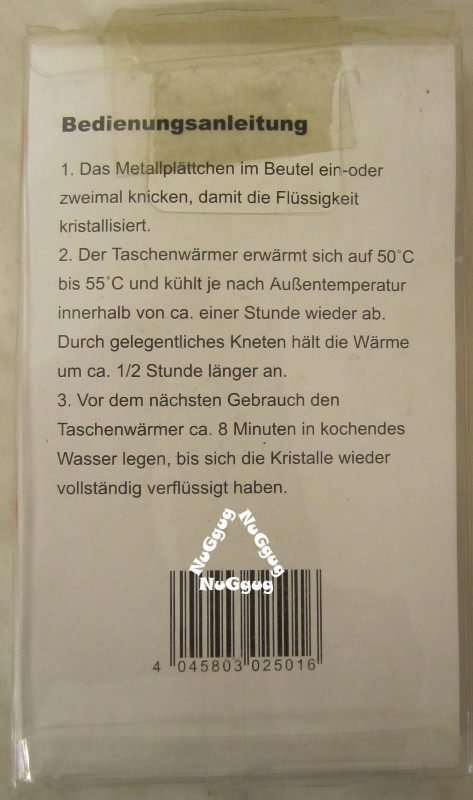 Bedienungsanleitung
1. Das Metallplättchen im Beutel ein-oder
zweimal knicken, damit die Flüssigkeit
kristallisiert.
2. Der Taschenwärmer erwärmt sich auf 50°C
bis 55°C und kühlt je nach Außentemperatur
innerhalb von ca. einer Stunde wieder ab.
Durch gelegentliches Kneten hält die Wärme
um ca. 1/2 Stunde länger an.
3. Vor dem nächsten Gebrauch den
Taschenwärmer ca. 8 Minuten in kochendes
Wasser legen, bis sich die Kristalle wieder
vollständig verflüssigt haben.
NuGgug
NuGgug
NuGgug
4 045803 025016